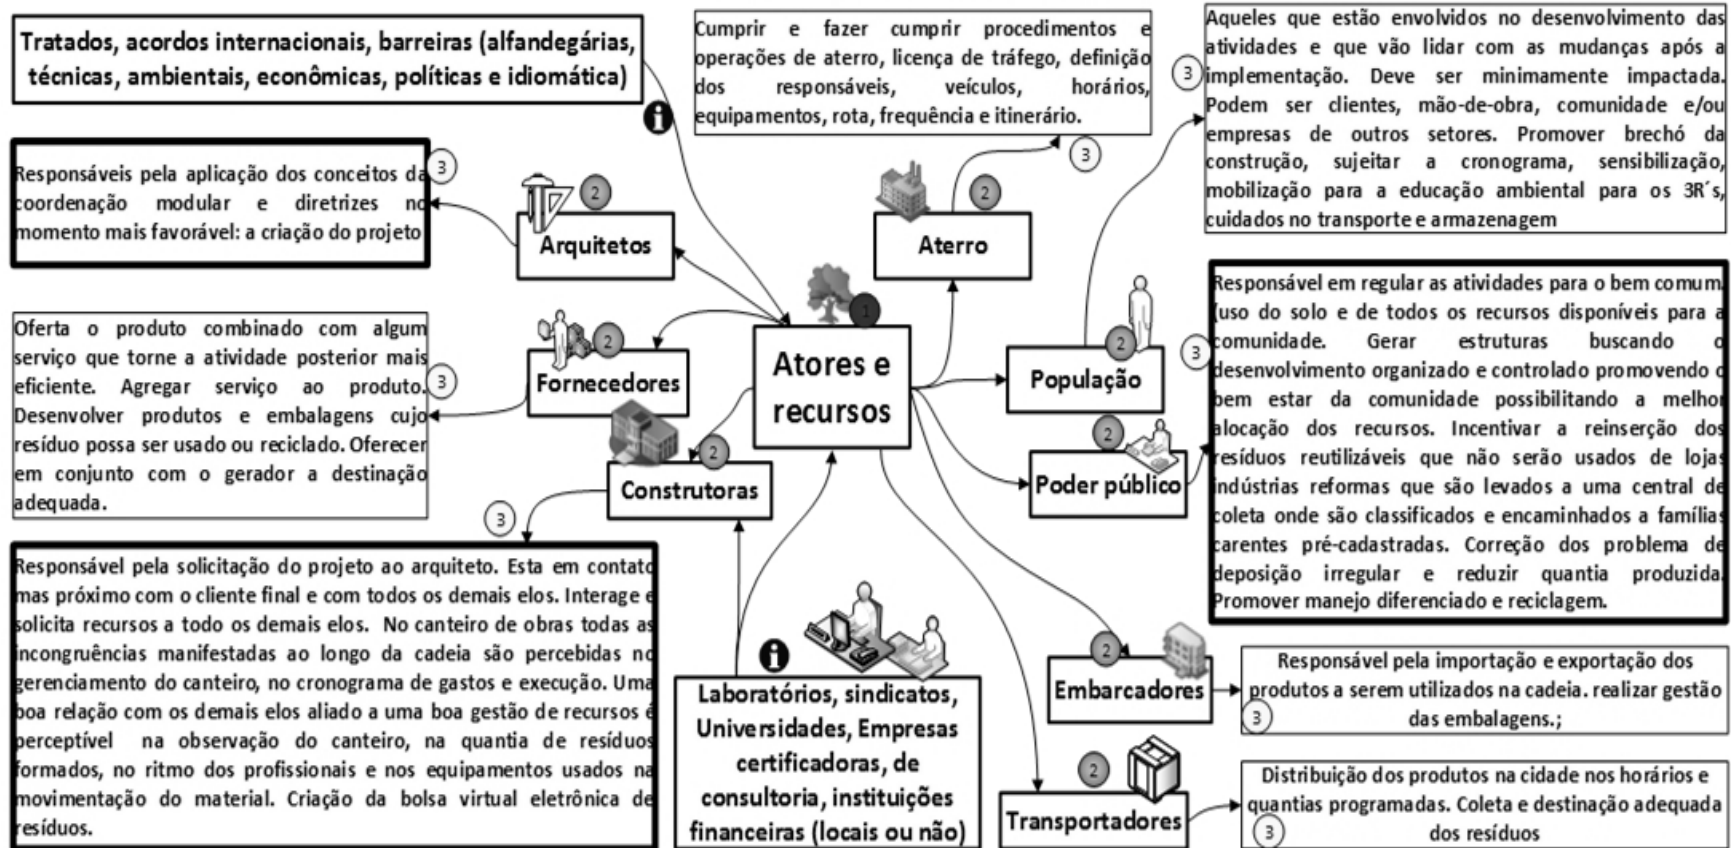 Tratados, acordos internacionais, barreiras (alfandegárias,
técnicas, ambientais, econômicas, políticas e idiomática)
Cumprir e fazer cumprir procedimentos e
operações de aterro, licença de tráfego, definição
dos responsáveis, veículos, horários,
equipamentos, rota, frequência e itinerário.
3
Aqueles que estão envolvidos no desenvolvimento das
atividades e que vão lidar com as mudanças após a
implementação. Deve ser minimamente impactada.
Podem ser clientes, mão-de-obra, comunidade e/ou
empresas de outros setores. Promover brechó da
construção, sujeitar a cronograma, sensibilização,
mobilização para a educação ambiental para os 3R´s,
cuidados no transporte e armazenagem
3
i
Responsáveis pela aplicação dos conceitos da
coordenação modular e diretrizes no
momento mais favorável: a criação do projeto
3
2
Arquitetos
2
Aterro
Oferta o produto combinado com algum
serviço que torne a atividade posterior mais
eficiente. Agregar serviço ao produto.
Desenvolver produtos e embalagens cujo
resíduo possa ser usado ou reciclado. Oferecer
em conjunto com o gerador a destinação
adequada.
3
2
Fornecedores
1
Atores e
recursos
2
População
3
Responsável em regular as atividades para o bem comum.
(uso do solo e de todos os recursos disponíveis para a
comunidade. Gerar estruturas buscando o
desenvolvimento organizado e controlado promovendo o
bem estar da comunidade possibilitando a melhor
alocação dos recursos. Incentivar a reinserção dos
resíduos reutilizáveis que não serão usados de lojas
indústrias reformas que são levados a uma central de
coleta onde são classificados e encaminhados a famílias
carentes pré-cadastradas. Correção dos problema de
deposição irregular e reduzir quantia produzida.
Promover manejo diferenciado e reciclagem.
2
Construtoras
2
Poder público
3
Responsável pela solicitação do projeto ao arquiteto. Esta em contato
mas próximo com o cliente final e com todos os demais elos. Interage e
solicita recursos a todo os demais elos. No canteiro de obras todas as
incongruências manifestadas ao longo da cadeia são percebidas no
gerenciamento do canteiro, no cronograma de gastos e execução. Uma
boa relação com os demais elos aliado a uma boa gestão de recursos é
perceptível na observação do canteiro, na quantia de resíduos
formados, no ritmo dos profissionais e nos equipamentos usados na
movimentação do material. Criação da bolsa virtual eletrônica de
resíduos.
i
Laboratórios, sindicatos,
Universidades, Empresas
certificadoras, de
consultoria, instituições
financeiras (locais ou não)
2
Embarcadores
Responsável pela importação e exportação dos
produtos a serem utilizados na cadeia. realizar gestão
das embalagens.;
3
2
Transportadores
Distribuição dos produtos na cidade nos horários e
quantias programadas. Coleta e destinação adequada
dos resíduos
3